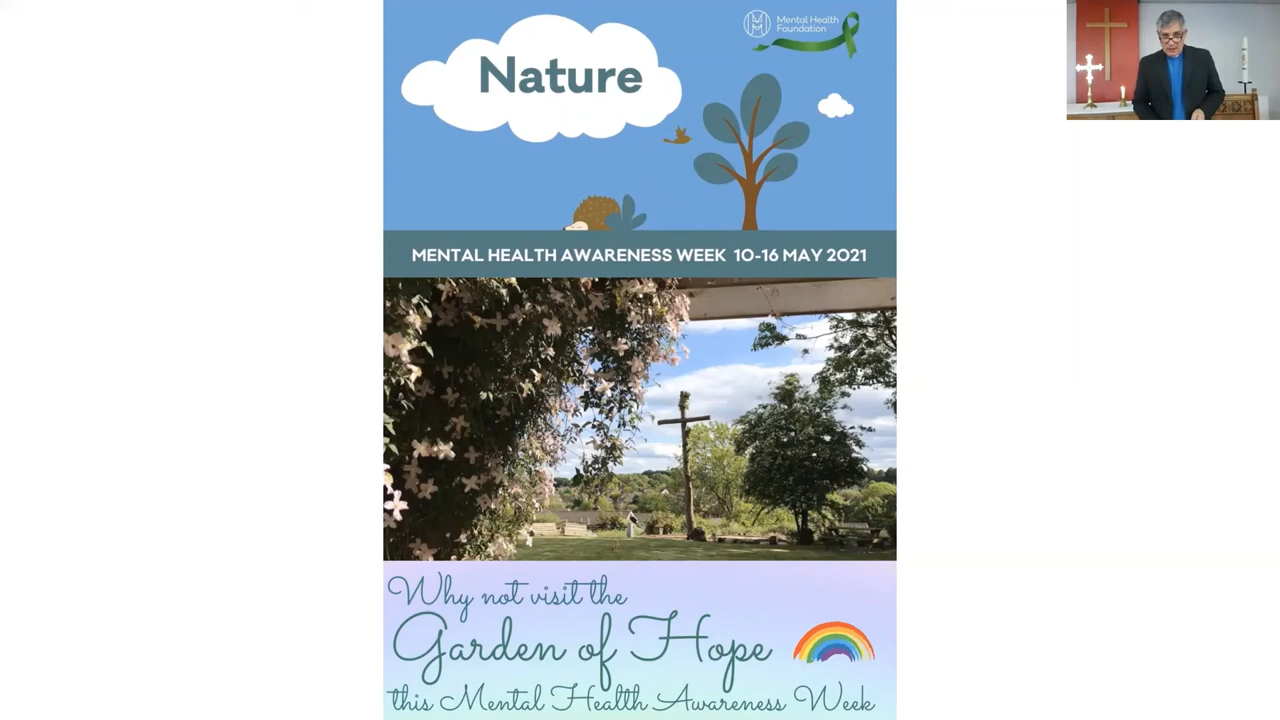 Nature
Mental Health
Foundation
MENTAL HEALTH AWARENESS WEEK 10-16 MAY 2021
Why not visit the
Garden of Hope
this Mental Health Awareness Week